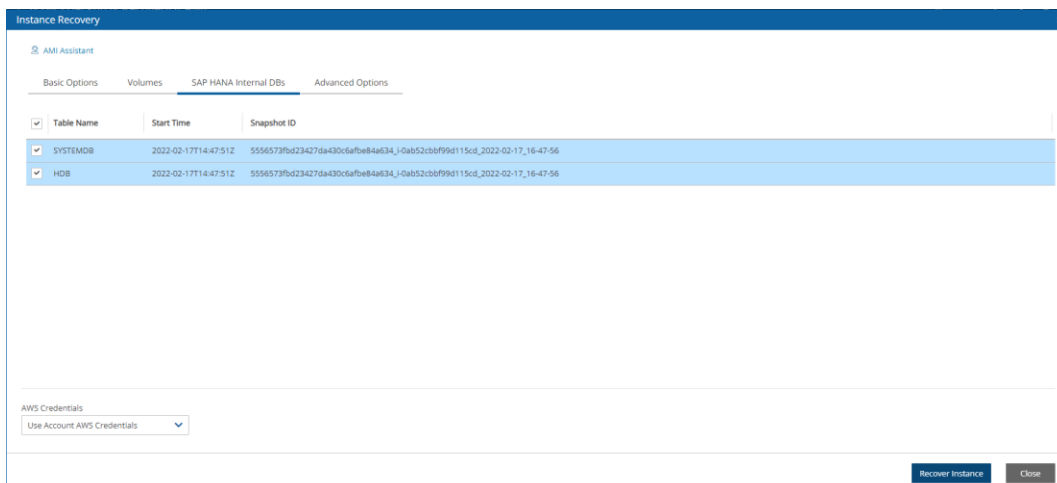 Instance Recovery
AMI Assistant
Basic Options Volumes SAP HANA Internal DBs Advanced Options
Table Name Start Time Snapshot ID
SYSTEMDB 2022-02-17T14:47:51Z 5556573fbd23427da430c6afbe84a634_i-0ab52cbbf99d115cd_2022-02-17_16-47-56
HDB 2022-02-17T14:47:51Z 5556573fbd23427da430c6afbe84a634_i-0ab52cbbf99d115cd_2022-02-17_16-47-56
AWS Credentials
Use Account AWS Credentials
Recover Instance Close